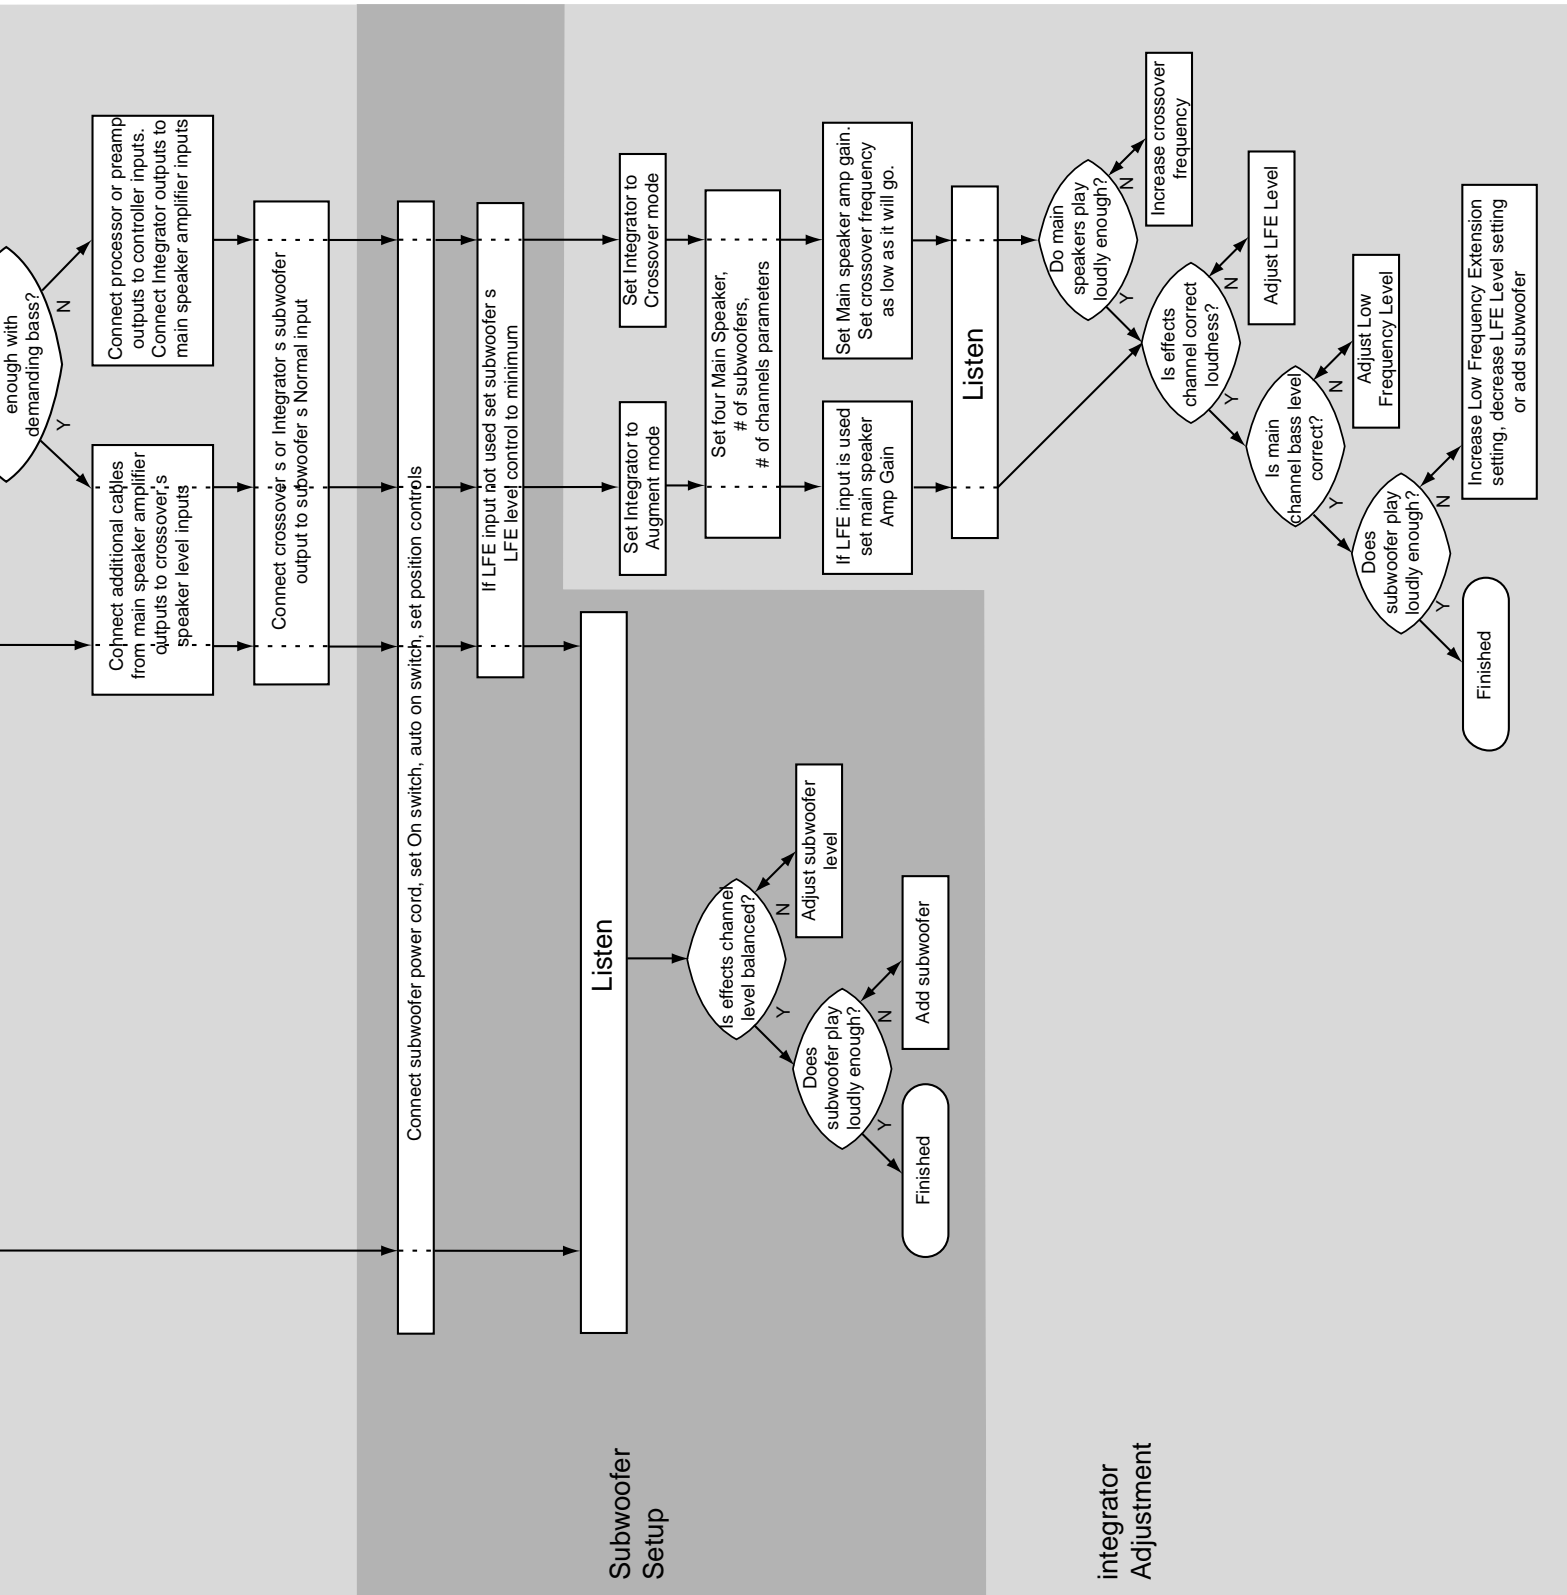 enough with
demanding bass?
Y
N
Connect additional cables
from main speaker amplifier
outputs to crossover s
speaker level inputs
Connect processor or preamp
outputs to controller inputs.
Connect Integrator outputs to
main speaker amplifier inputs
Connect crossover s or Integrator s subwoofer
output to subwoofer s Normal input
Connect subwoofer power cord, set On switch, auto on switch, set position controls
If LFE input not used set subwoofer s
LFE level control to minimum
Subwoofer
Setup
Listen
Is effects channel
level balanced?
Y
N
Adjust subwoofer
level
Does
subwoofer play
loudly enough?
Y
N
Finished
Add subwoofer
Set Integrator to
Augment mode
Set Integrator to
Crossover mode
Set four Main Speaker,
# of subwoofers,
# of channels parameters
If LFE input is used
set main speaker
Amp Gain
Set Main speaker amp gain.
Set crossover frequency
as low as it will go.
Listen
integrator
Adjustment
Do main
speakers play
loudly enough?
Y
N
Increase crossover
frequency
Is effects
channel correct
loudness?
Y
N
Adjust LFE Level
Is main
channel bass level
correct?
Y
N
Adjust Low
Frequency Level
Does
subwoofer play
loudly enough?
Y
N
Finished
Increase Low Frequency Extension
setting, decrease LFE Level setting
or add subwoofer